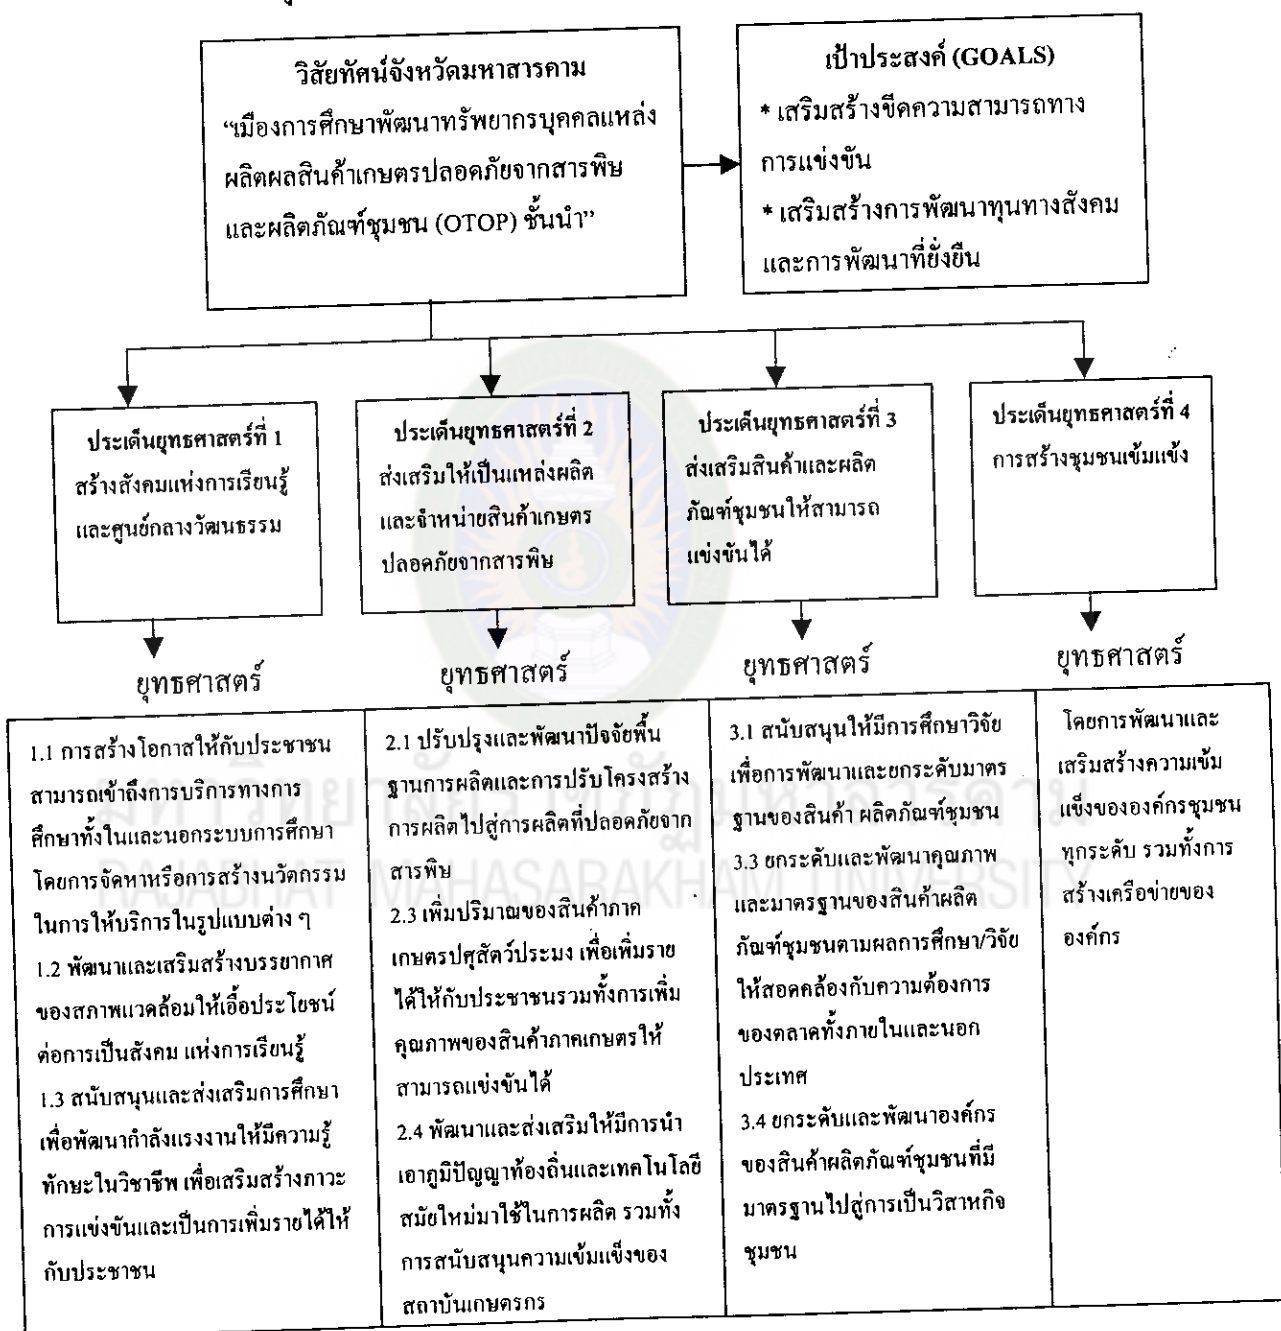 วิสัยทัศน์จังหวัดมหาสารคาม
“เมืองการศึกษาพัฒนาทรัพยากรบุคคลแหล่ง
ผลิตผลสินค้าเกษตรปลอดภัยจากสารพิษ
และผลิตภัณฑ์ชุมชน (OTOP) ชั้นนำ”
เป้าประสงค์ (GOALS)
* เสริมสร้างขีดความสามารถทาง
การแข่งขัน
* เสริมสร้างการพัฒนาทุนทางสังคม
และการพัฒนาที่ยั่งยืน
ประเด็นยุทธศาสตร์ที่ 1
สร้างสังคมแห่งการเรียนรู้
และศูนย์กลางวัฒนธรรม
ประเด็นยุทธศาสตร์ที่ 2
ส่งเสริมให้เป็นแหล่งผลิต
และจำหน่ายสินค้าเกษตร
ปลอดภัยจากสารพิษ
ประเด็นยุทธศาสตร์ที่ 3
ส่งเสริมสินค้าและผลิต
ภัณฑ์ชุมชนให้สามารถ
แข่งขันได้
ประเด็นยุทธศาสตร์ที่ 4
การสร้างชุมชนเข้มแข้ง
ยุทธศาสตร์
ยุทธศาสตร์
ยุทธศาสตร์
ยุทธศาสตร์
1.1 การสร้างโอกาสให้กับประชาชน
สามารถเข้าถึงการบริการทางการ
ศึกษาทั้งในและนอกระบบการศึกษา
โดยการจัดหาหรือการสร้างนวัตกรรม
ในการให้บริการในรูปแบบต่าง ๆ
1.2 พัฒนาและเสริมสร้างบรรยากาศ
ของสภาพแวดล้อมให้เอื้อประโยชน์
ต่อการเป็นสังคม แห่งการเรียนรู้
1.3 สนับสนุนและส่งเสริมการศึกษา
เพื่อพัฒนากำลังแรงงานให้มีความรู้
ทักษะในวิชาชีพ เพื่อเสริมสร้างภาวะ
การแข่งขันและเป็นการเพิ่มรายได้ให้
กับประชาชน
2.1 ปรับปรุงและพัฒนาปัจจัยพื้น
ฐานการผลิตและการปรับโครงสร้าง
การผลิตไปสู่การผลิตที่ปลอดภัยจาก
สารพิษ
2.3 เพิ่มปริมาณของสินค้าภาค
เกษตรปศุสัตว์ประมง เพื่อเพิ่มราย
ได้ให้กับประชาชนรวมทั้งการเพิ่ม
คุณภาพของสินค้าภาคเกษตรให้
สามารถแข่งขันได้
2.4 พัฒนาและส่งเสริมให้มีการนำ
เอาภูมิปัญญาท้องถิ่นและเทคโนโลยี
สมัยใหม่มาใช้ในการผลิต รวมทั้ง
การสนับสนุนความเข้มแข็งของ
สถาบันเกษตรกร
3.1 สนับสนุนให้มีการศึกษาวิจัย
เพื่อการพัฒนาและยกระดับมาตร
ฐานของสินค้า ผลิตภัณฑ์ชุมชน
3.3 ยกระดับและพัฒนาคุณภาพ
และมาตรฐานของสินค้าผลิต
ภัณฑ์ชุมชนตามผลการศึกษา/วิจัย
ให้สอดคล้องกับความต้องการ
ของตลาดทั้งภายในและนอก
ประเทศ
3.4 ยกระดับและพัฒนาองค์กร
ของสินค้าผลิตภัณฑ์ชุมชนที่มี
มาตรฐานไปสู่การเป็นวิสาหกิจ
ชุมชน
โดยการพัฒนาและ
เสริมสร้างความเข้ม
แข็งขององค์กรชุมชน
ทุกระดับ รวมทั้งการ
สร้างเครือข่ายของ
องค์กร
มหาวิทยาลัยราชภัฏมหาสารคาม
RAJABHAT MAHASARAKHAM UNIVERSITY